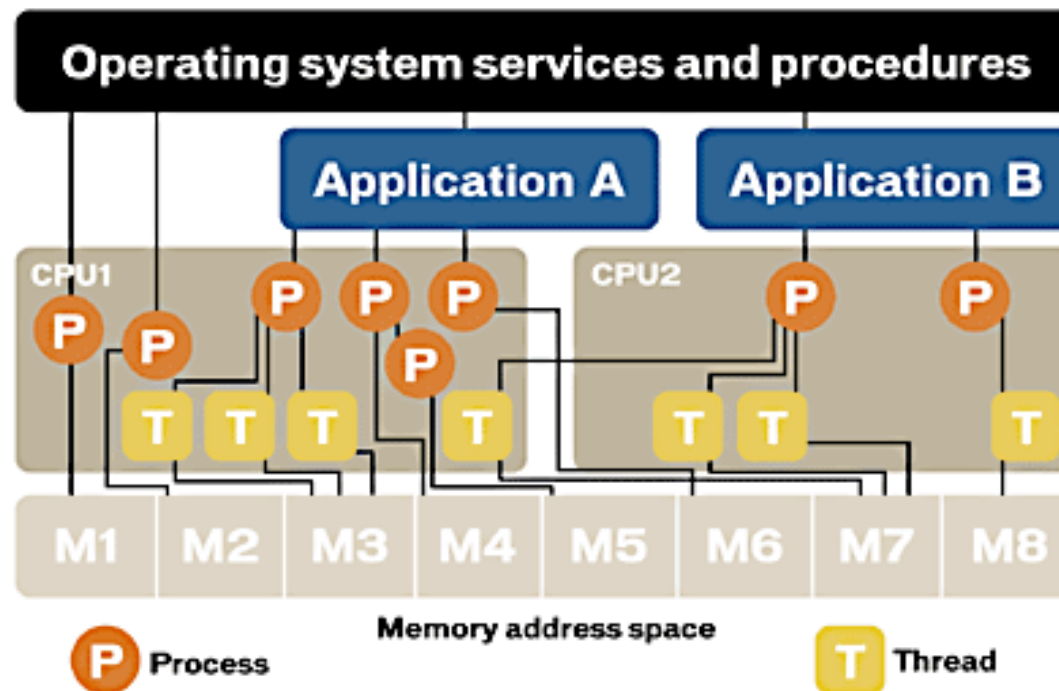 Operating system services and procedures
Application A
Application B
CPU1
CPU2
P
P
P
P
P
P
P
P
T
T
T
T
T
T
T
M1
M2
M3
M4
M5
M6
M7
M8
Memory address space
P Process
T Thread